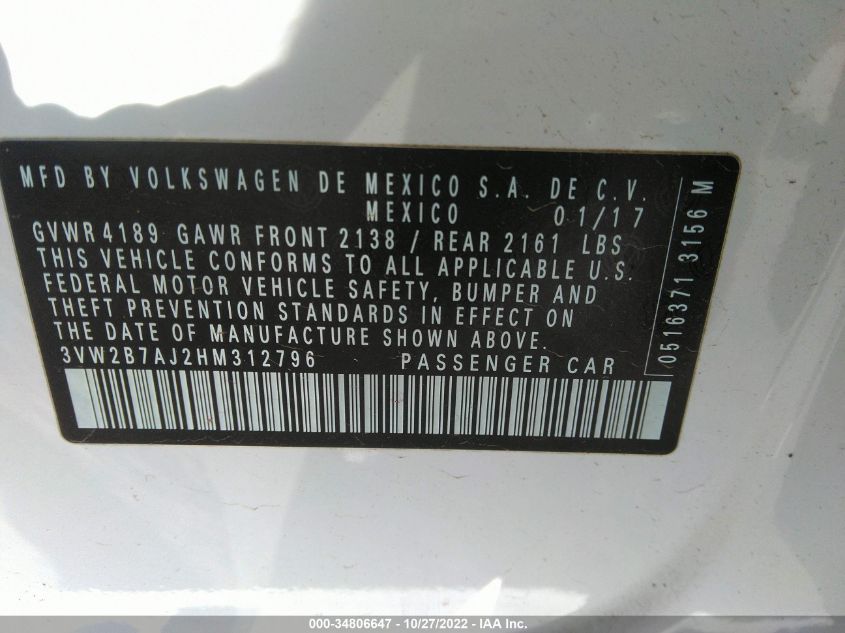 MFD BY VOLKSWAGEN DE MEXICO S.A. DE C.V.
MEXICO 01/17
GVWR 4189 GAWR FRONT 2138 / REAR 2161 LBS
THIS VEHICLE CONFORMS TO ALL APPLICABLE U.S.
FEDERAL MOTOR VEHICLE SAFETY, BUMPER AND
THEFT PREVENTION STANDARDS IN EFFECT ON
THE DATE OF MANUFACTURE SHOWN ABOVE.
3VW2B7AJ2HM312796 PASSENGER CAR
0516371 3156 M
000-34806647 - 10/27/2022 - IAA Inc.